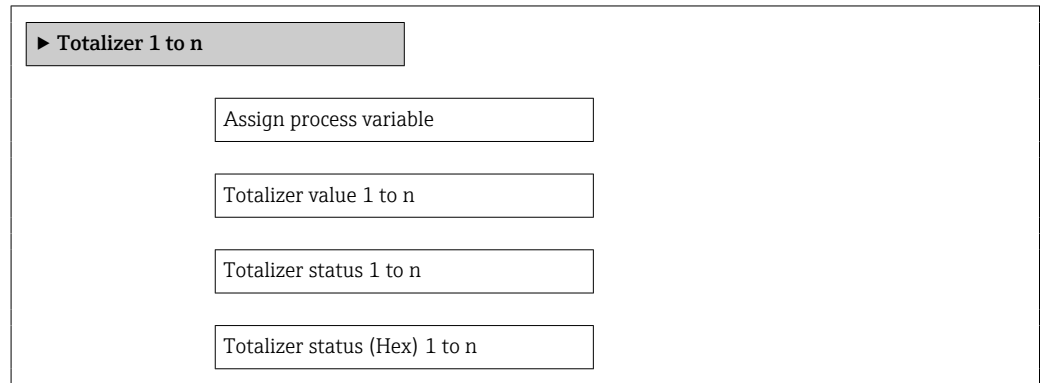 ▶ Totalizer 1 to n
Assign process variable
Totalizer value 1 to n
Totalizer status 1 to n
Totalizer status (Hex) 1 to n